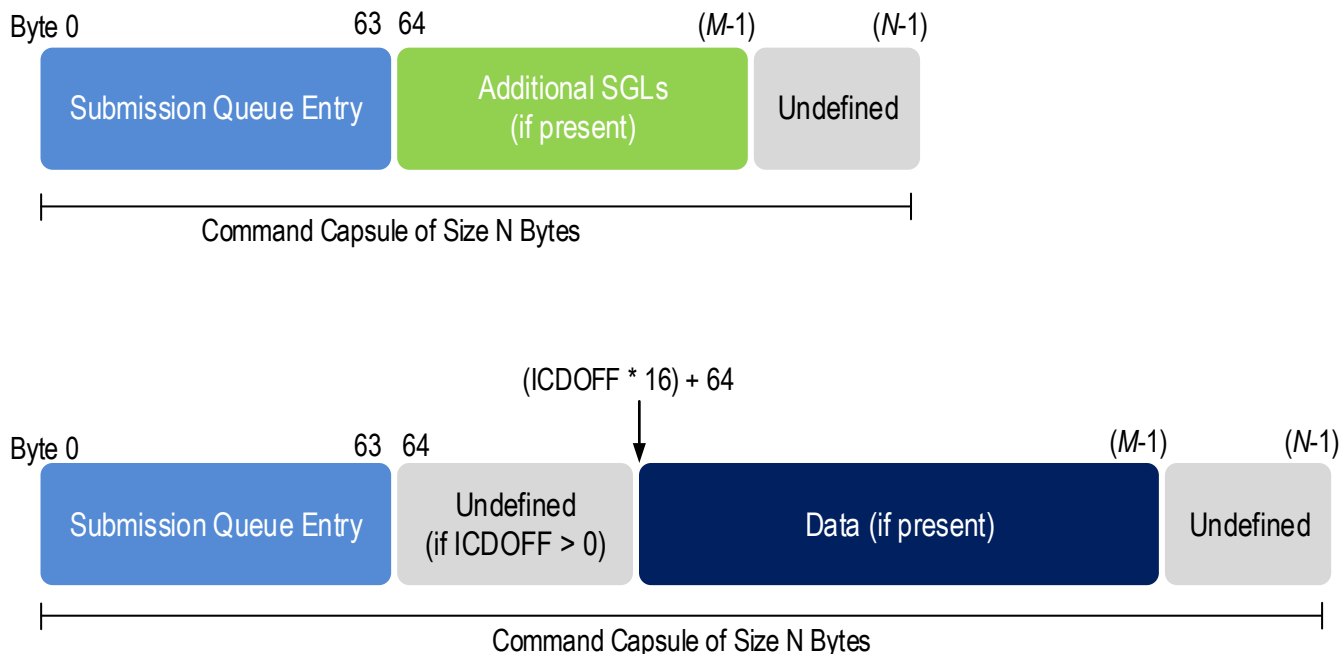 Byte 0 63 64 (M-1) (N-1)
Submission Queue Entry
Additional SGLs
(if present)
Undefined
Command Capsule of Size N Bytes
(ICDOFF * 16) + 64
Byte 0 63 64 (M-1) (N-1)
Submission Queue Entry
Undefined
(if ICDOFF > 0)
Data (if present)
Undefined
Command Capsule of Size N Bytes